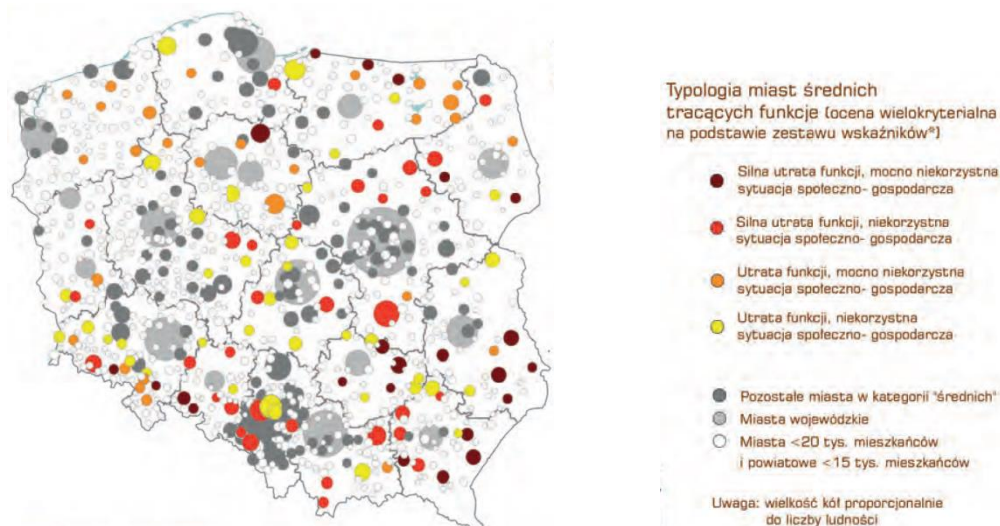 Typologia miast średnich
tracących funkcje (ocena wielokryterialna
na podstawie zestawu wskaźników*)
Silna utrata funkcji, mocno niekorzystna
sytuacja społeczno- gospodarcza
Silna utrata funkcji, niekorzystna
sytuacja społeczno- gospodarcza
Utrata funkcji, mocno niekorzystna
sytuacja społeczno- gospodarcza
Utrata funkcji, niekorzystna
sytuacja społeczno- gospodarcza
Pozostałe miasta w kategorii "średnich"
Miasta wojewódzkie
Miasta <20 tys. mieszkańców
i powiatowe <15 tys. mieszkańców
Uwaga: wielkość kół proporcjonalnie
do liczby ludności